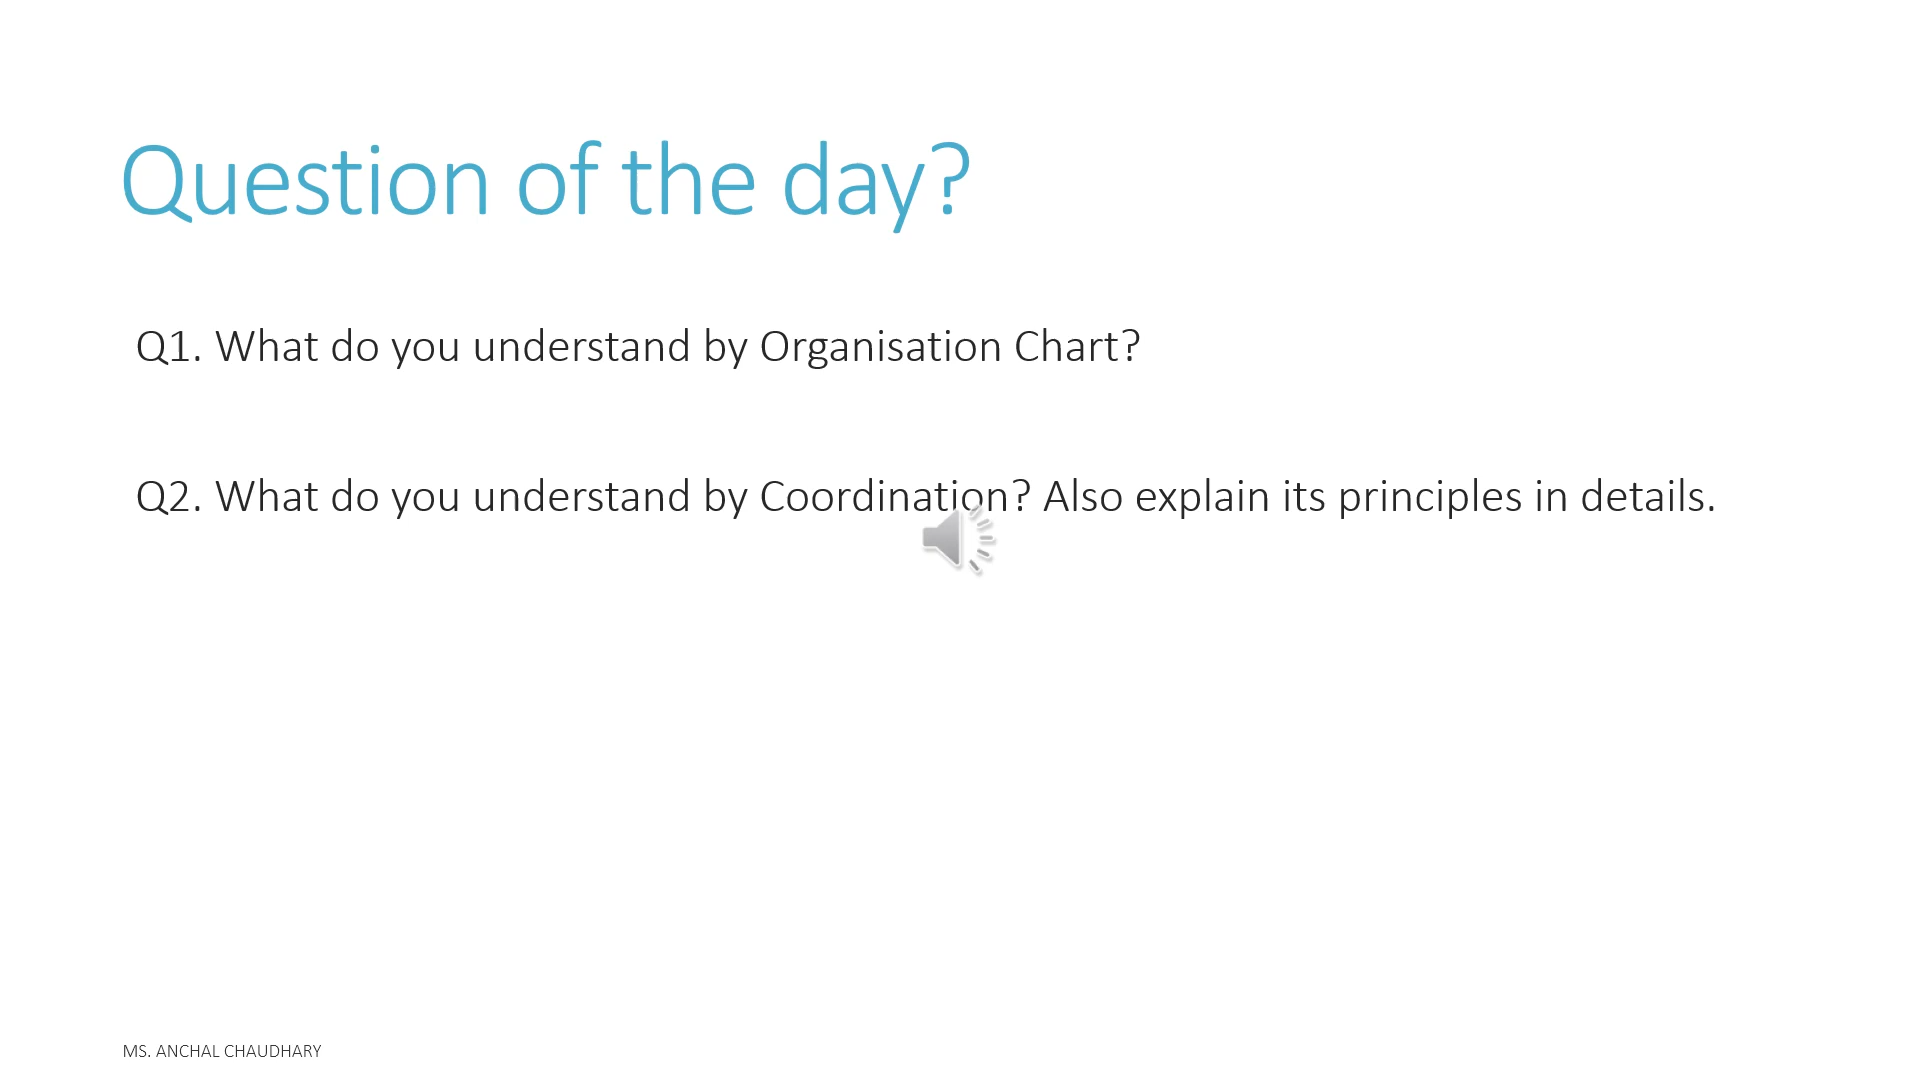 Question of the day?
Q1. What do you understand by Organisation Chart?
Q2. What do you understand by Coordination? Also explain its principles in details.
MS. ANCHAL CHAUDHARY